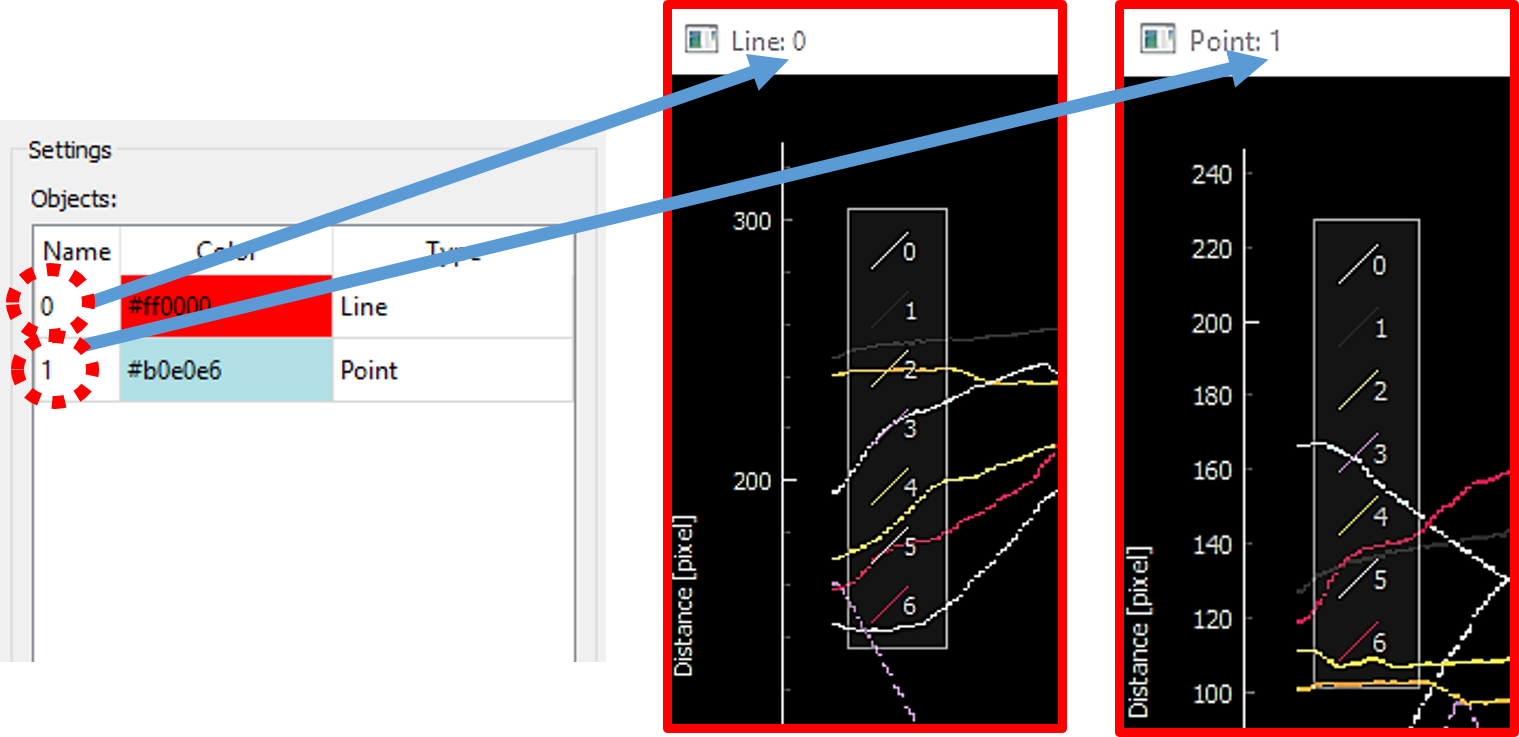 Settings
Objects:
Name Color Type
0 #ff0000 Line
1 #b0e0e6 Point
Line: 0
300
200
Distance [pixel]
0
1
2
3
4
5
6
Point: 1
240
220
200
180
160
140
120
100
Distance [pixel]
0
1
2
3
4
5
6